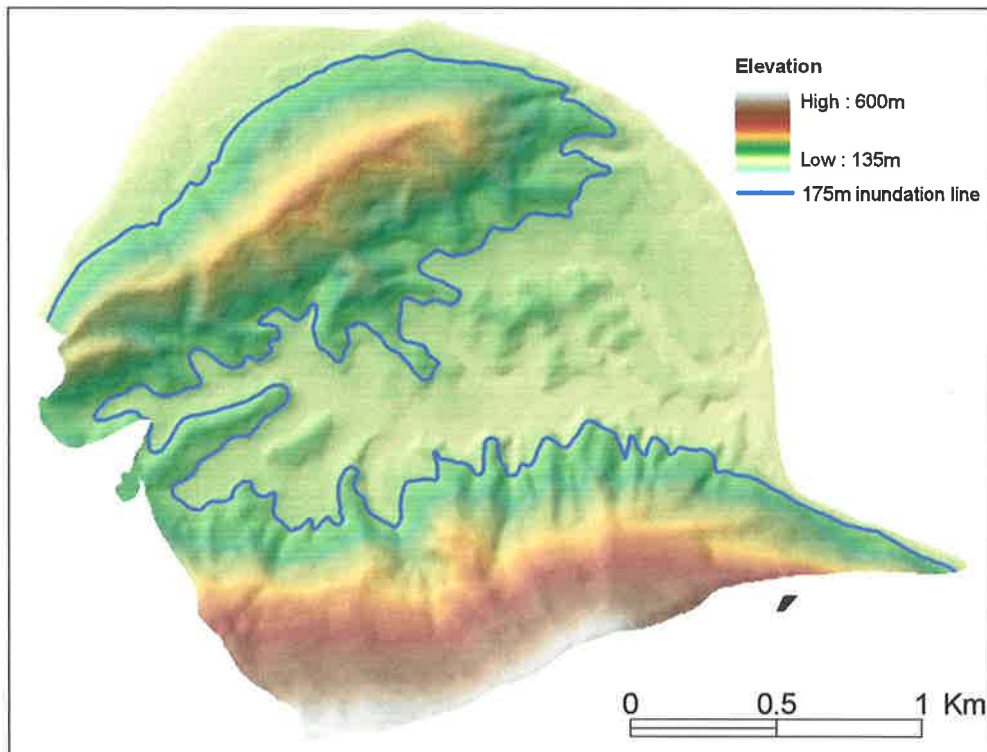 Elevation
High : 600m
Low : 135m
175m inundation line
0 0.5 1 Km